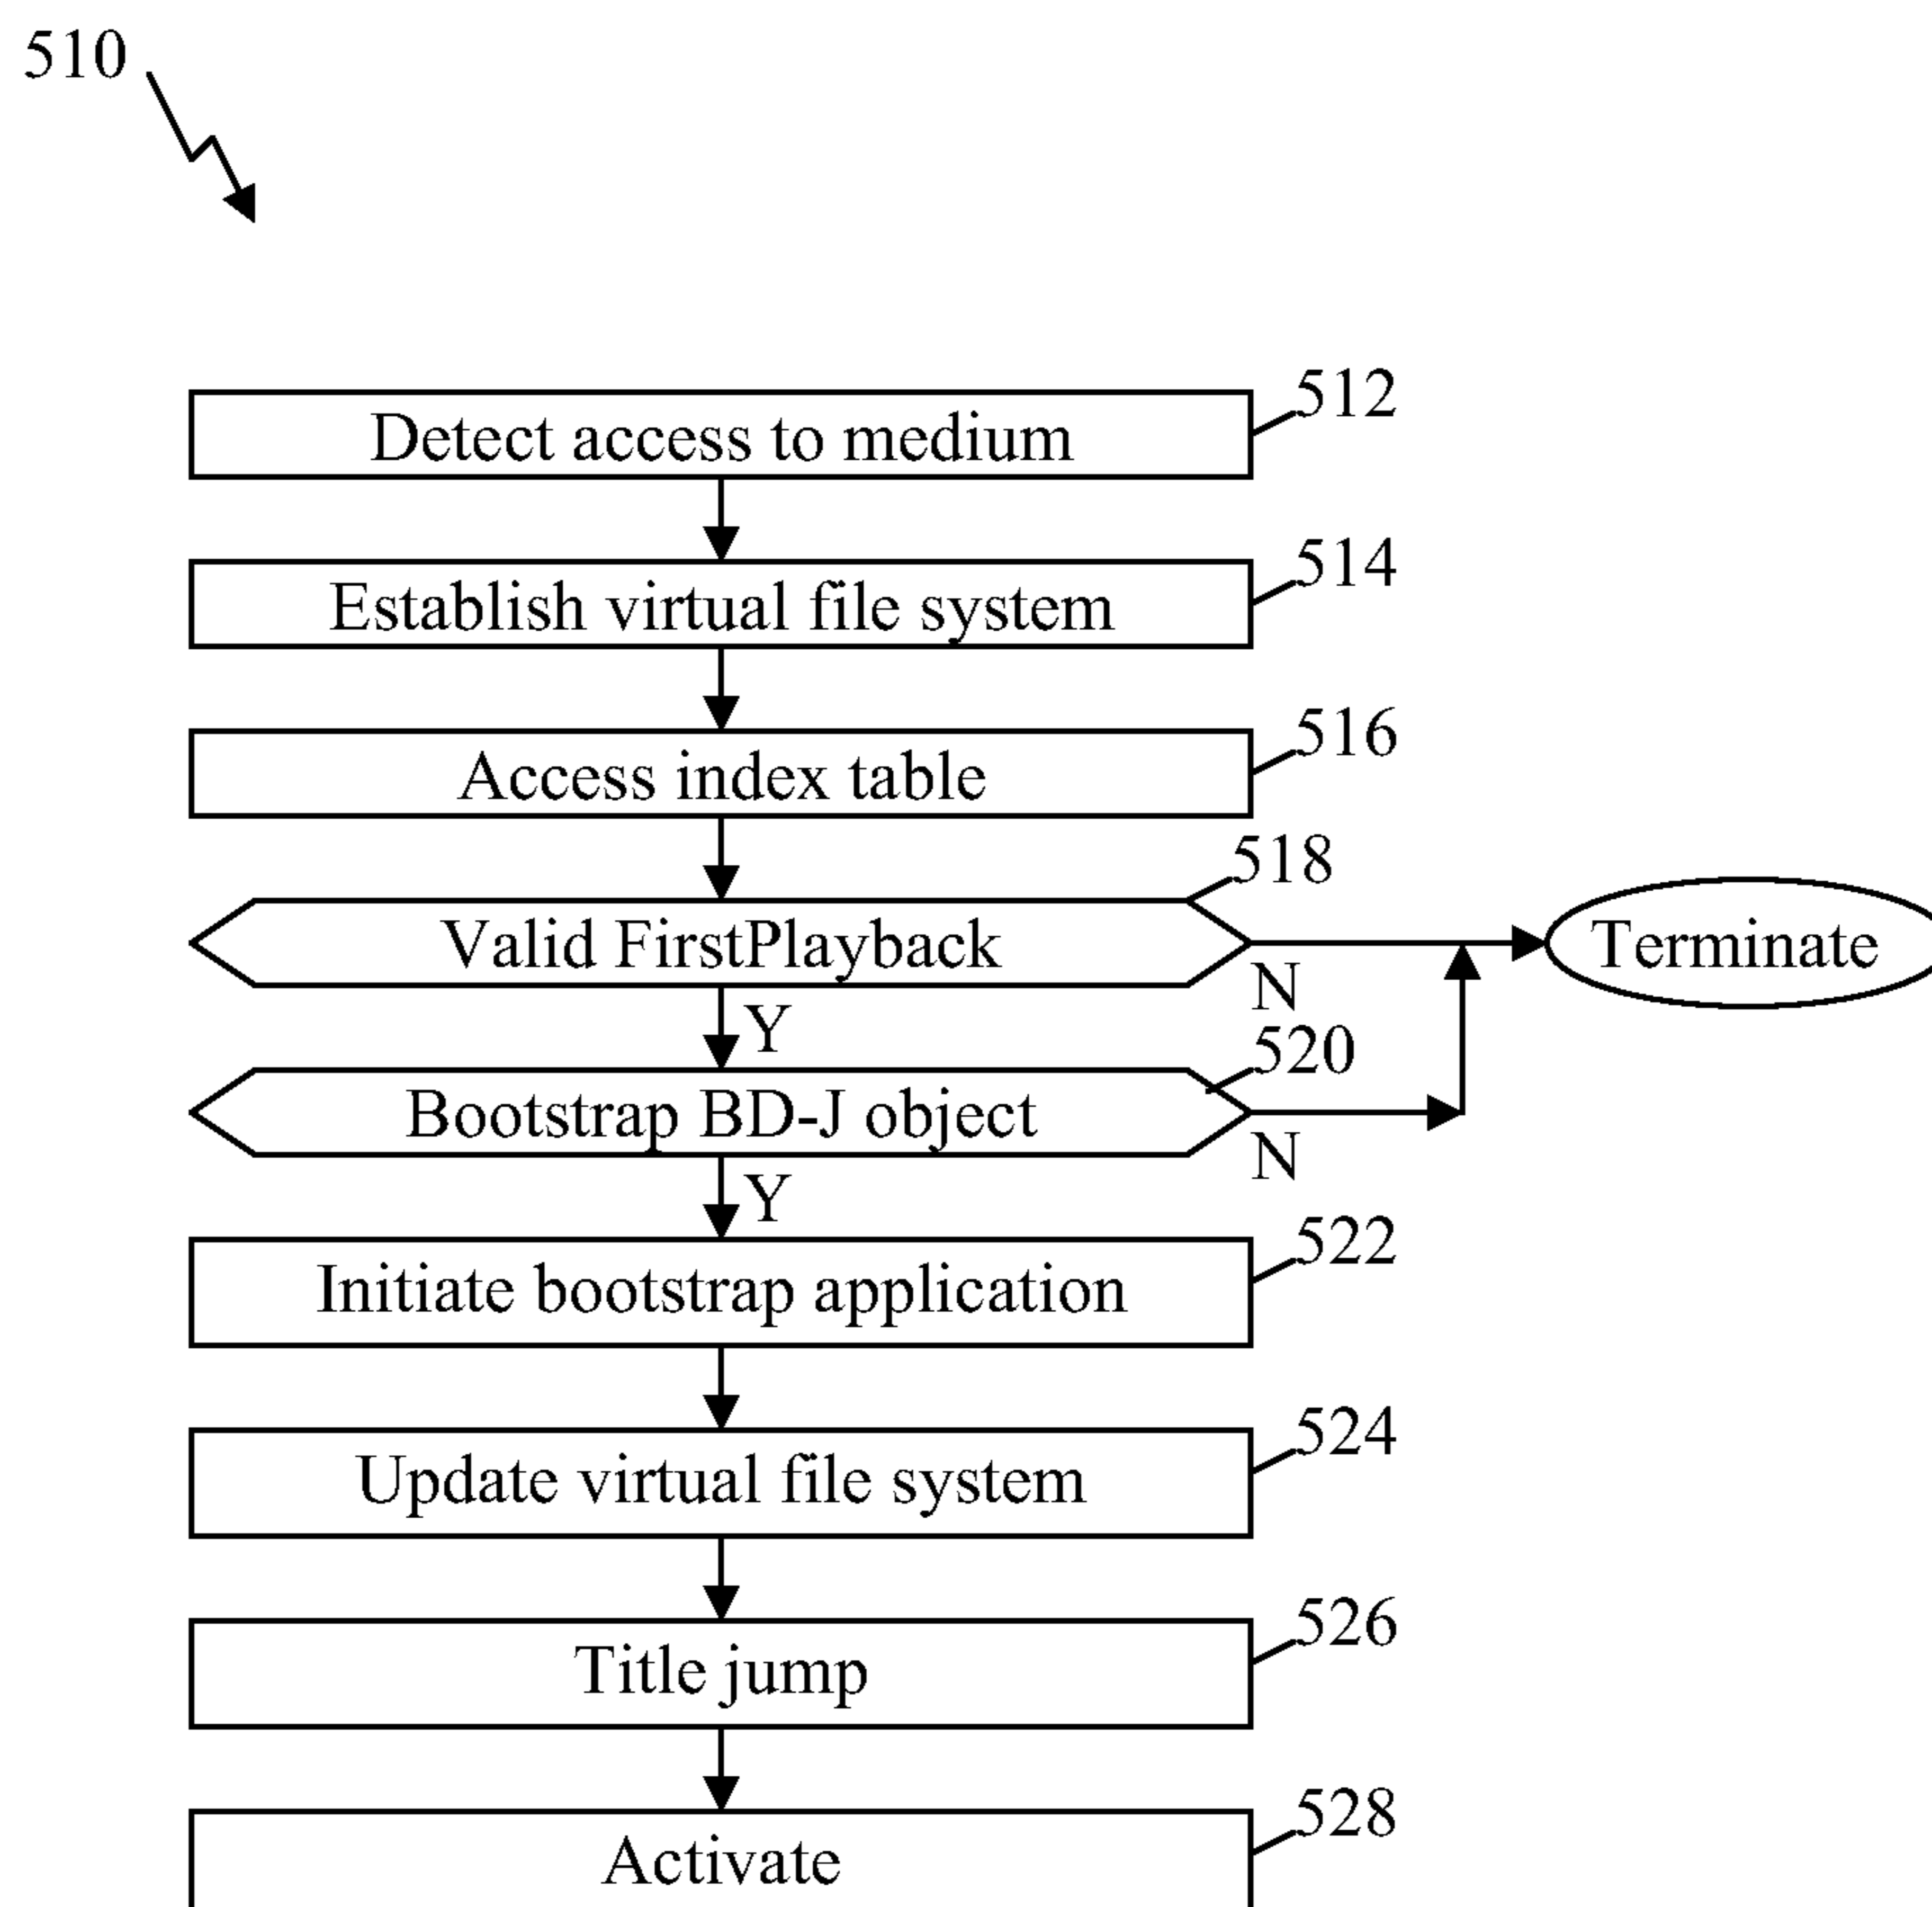 510
Detect access to medium
512
Establish virtual file system
514
Access index table
516
518
Valid FirstPlayback
Terminate
N
Y
520
Bootstrap BD-J object
N
Y
522
Initiate bootstrap application
524
Update virtual file system
526
Title jump
528
Activate